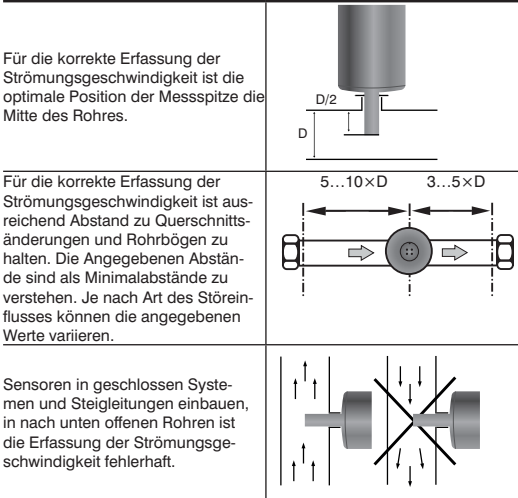 Für die korrekte Erfassung der
Strömungsgeschwindigkeit ist die
optimale Position der Messspitze die
Mitte des Rohres.
D/2
D
Für die korrekte Erfassung der
Strömungsgeschwindigkeit ist aus-
reichend Abstand zu Querschnitts-
änderungen und Rohrbögen zu
halten. Die Angegebenen Abstän-
de sind als Minimalabstände zu
verstehen. Je nach Art des Störein-
flusses können die angegebenen
Werte variieren.
5...10×D 3...5×D
Sensoren in geschlossen Syste-
men und Steigleitungen einbauen,
in nach unten offenen Rohren ist
die Erfassung der Strömungsge-
schwindigkeit fehlerhaft.